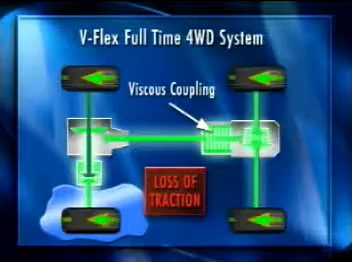 V-Flex Full Time 4WD System
Viscous Coupling
LOSS OF
TRACTION